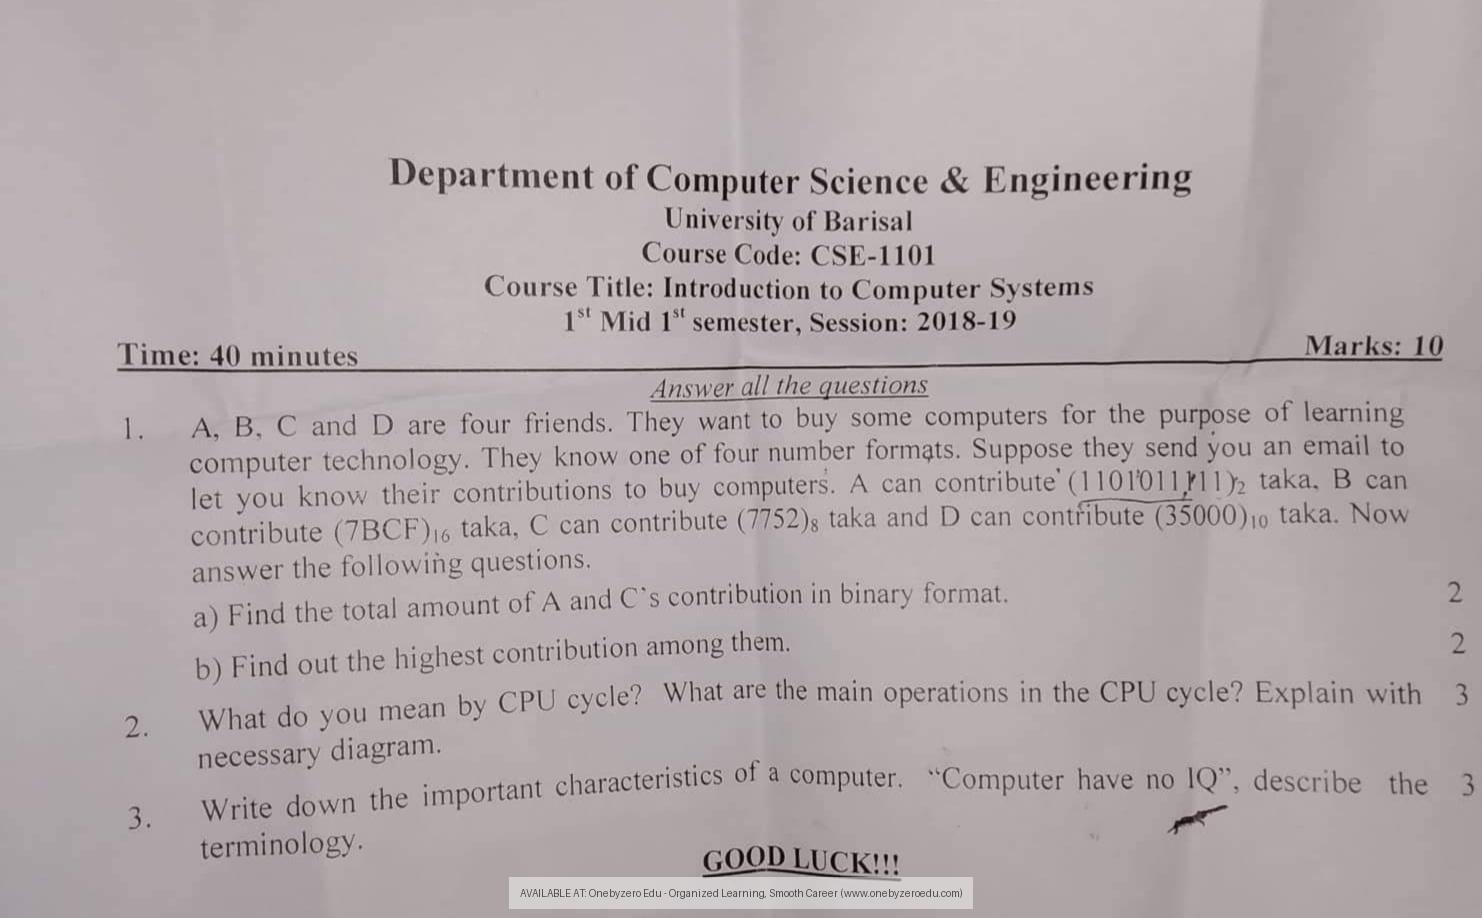 Department of Computer Science & Engineering
University of Barisal
Course Code: CSE-1101
Course Title: Introduction to Computer Systems
1st Mid 1st semester, Session: 2018-19
Time: 40 minutes Marks: 10
Answer all the questions
1. A, B, C and D are four friends. They want to buy some computers for the purpose of learning
computer technology. They know one of four number formats. Suppose they send you an email to
let you know their contributions to buy computers. A can contribute (1101011111)2 taka, B can
contribute (7BCF)16 taka, C can contribute (7752)8 taka and D can contribute (35000)10 taka. Now
answer the following questions.
a) Find the total amount of A and C's contribution in binary format. 2
b) Find out the highest contribution among them. 2
2. What do you mean by CPU cycle? What are the main operations in the CPU cycle? Explain with 3
necessary diagram.
3. Write down the important characteristics of a computer. “Computer have no IQ”, describe the 3
terminology.
GOOD LUCK!!!
AVAILABLE AT: Onebyzero Edu - Organized Learning, Smooth Career (www.onebyzeroedu.com)